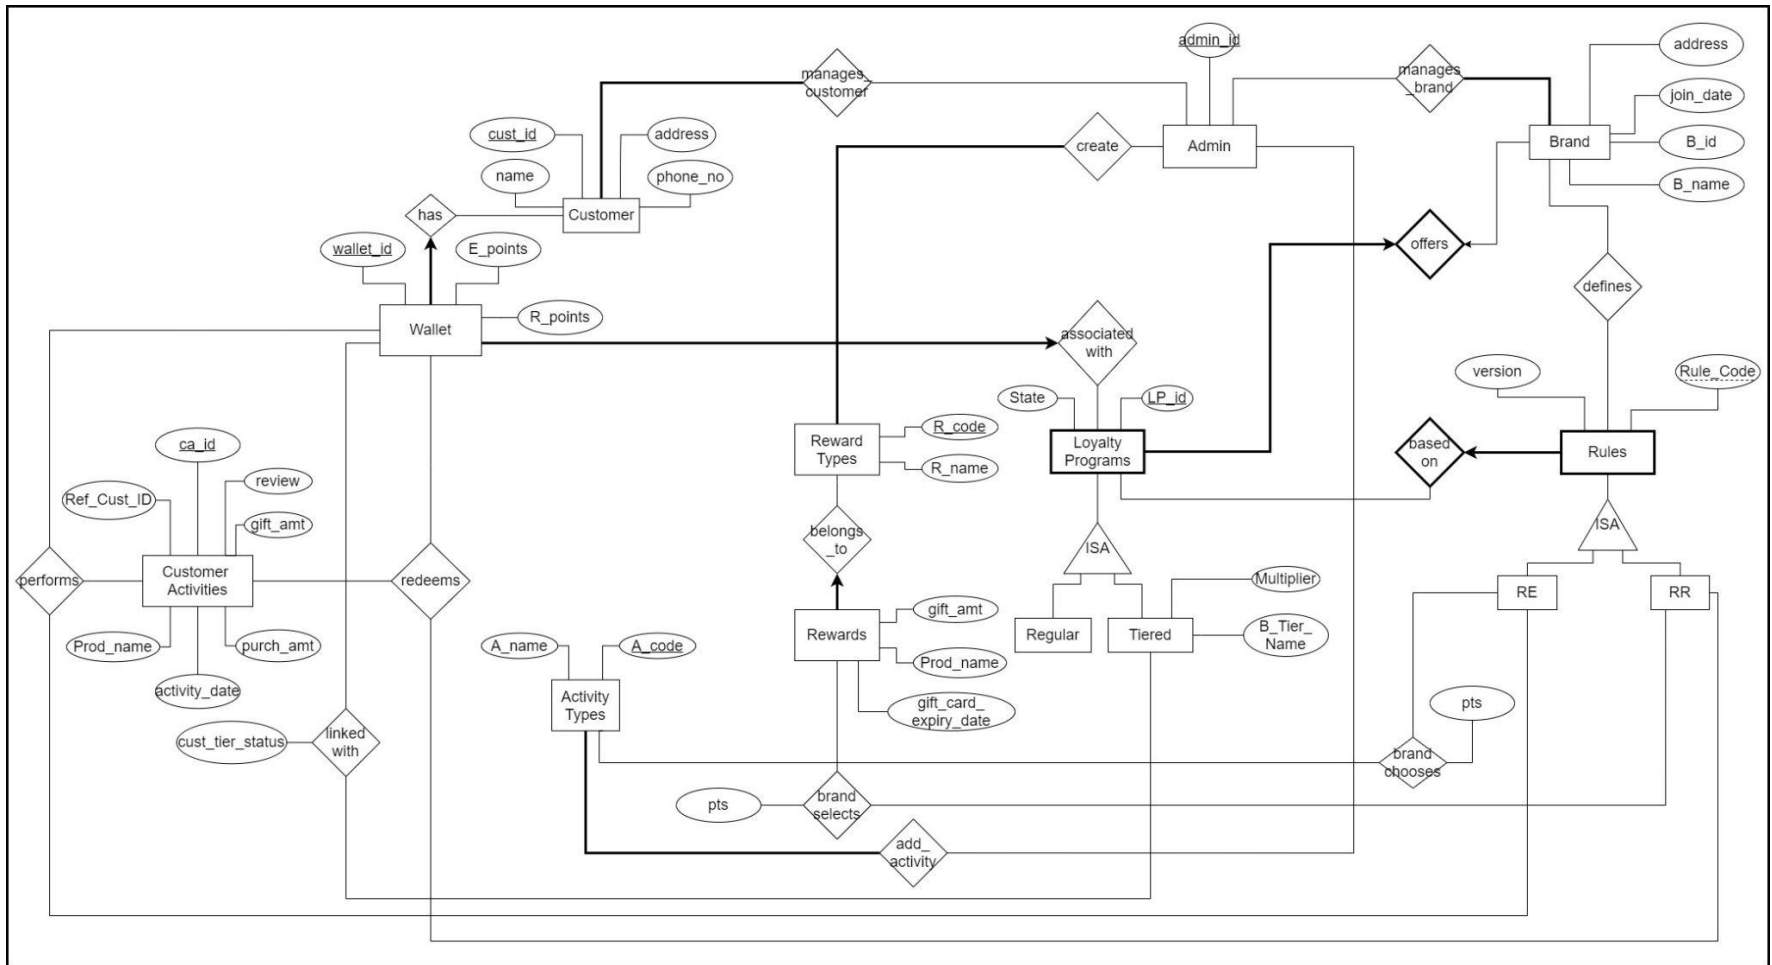 admin_id
address
manages_
customer
manages
_brand
join_date
cust_id
address
create
Admin
Brand
B_id
name
phone_no
B_name
has
Customer
wallet_id
E_points
offers
defines
R_points
Wallet
associated
with
version
Rule_Code
State
LP_id
R_code
Reward
Types
Loyalty
Programs
based
on
Rules
ca_id
R_name
review
Ref_Cust_ID
gift_amt
belongs
_to
ISA
ISA
performs
Customer
Activities
redeems
Multiplier
RE
RR
gift_amt
Rewards
Regular
Tiered
B_Tier_
Name
Prod_name
purch_amt
A_name
A_code
Prod_name
activity_date
Activity
Types
gift_card_
expiry_date
pts
cust_tier_status
linked
with
brand
chooses
pts
brand
selects
add_
activity